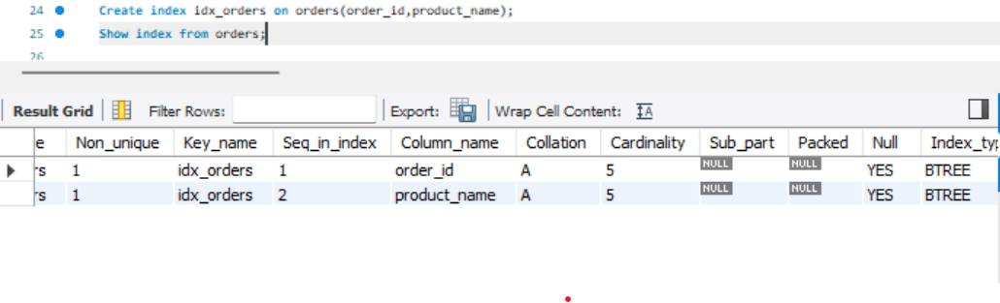 24 Create index idx_orders on orders(order_id,product_name);
25 Show index from orders;
26
Result Grid Filter Rows: Export: Wrap Cell Content: IA
e Non_unique Key_name Seq_in_index Column_name Collation Cardinality Sub_part Packed Null Index_ty
rs 1 idx_orders 1 order_id A 5 NULL NULL YES BTREE
rs 1 idx_orders 2 product_name A 5 NULL NULL YES BTREE